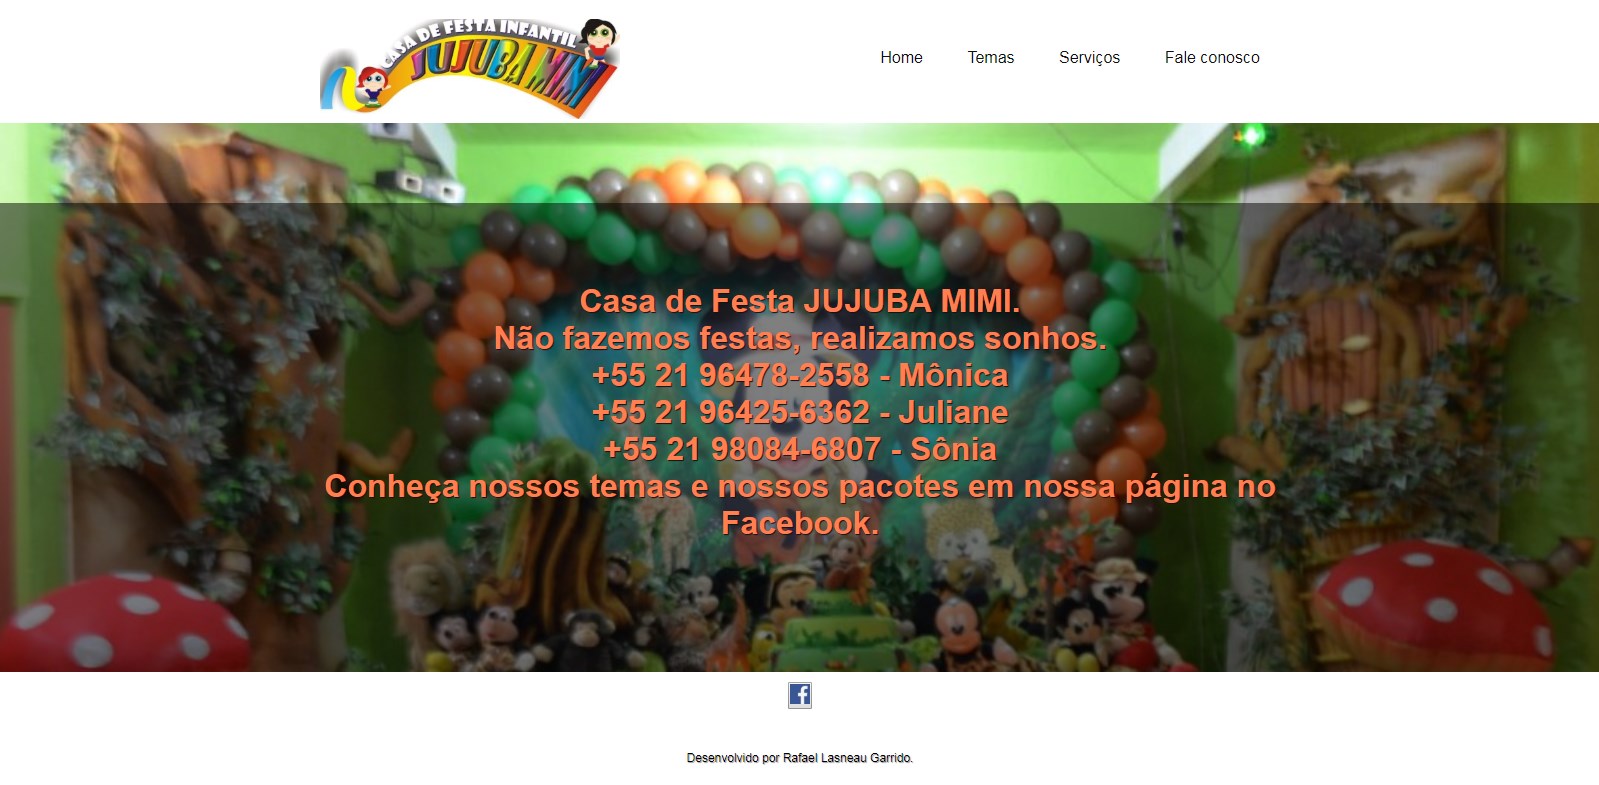 CASA DE FESTA INFANTIL
JUJUBA MIMI
Home Temas Serviços Fale conosco
Casa de Festa JUJUBA MIMI.
Não fazemos festas, realizamos sonhos.
+55 21 96478-2558 - Mônica
+55 21 96425-6362 - Juliane
+55 21 98084-6807 - Sônia
Conheça nossos temas e nossos pacotes em nossa página no
Facebook.
Desenvolvido por Rafael Lasneau Garrido.